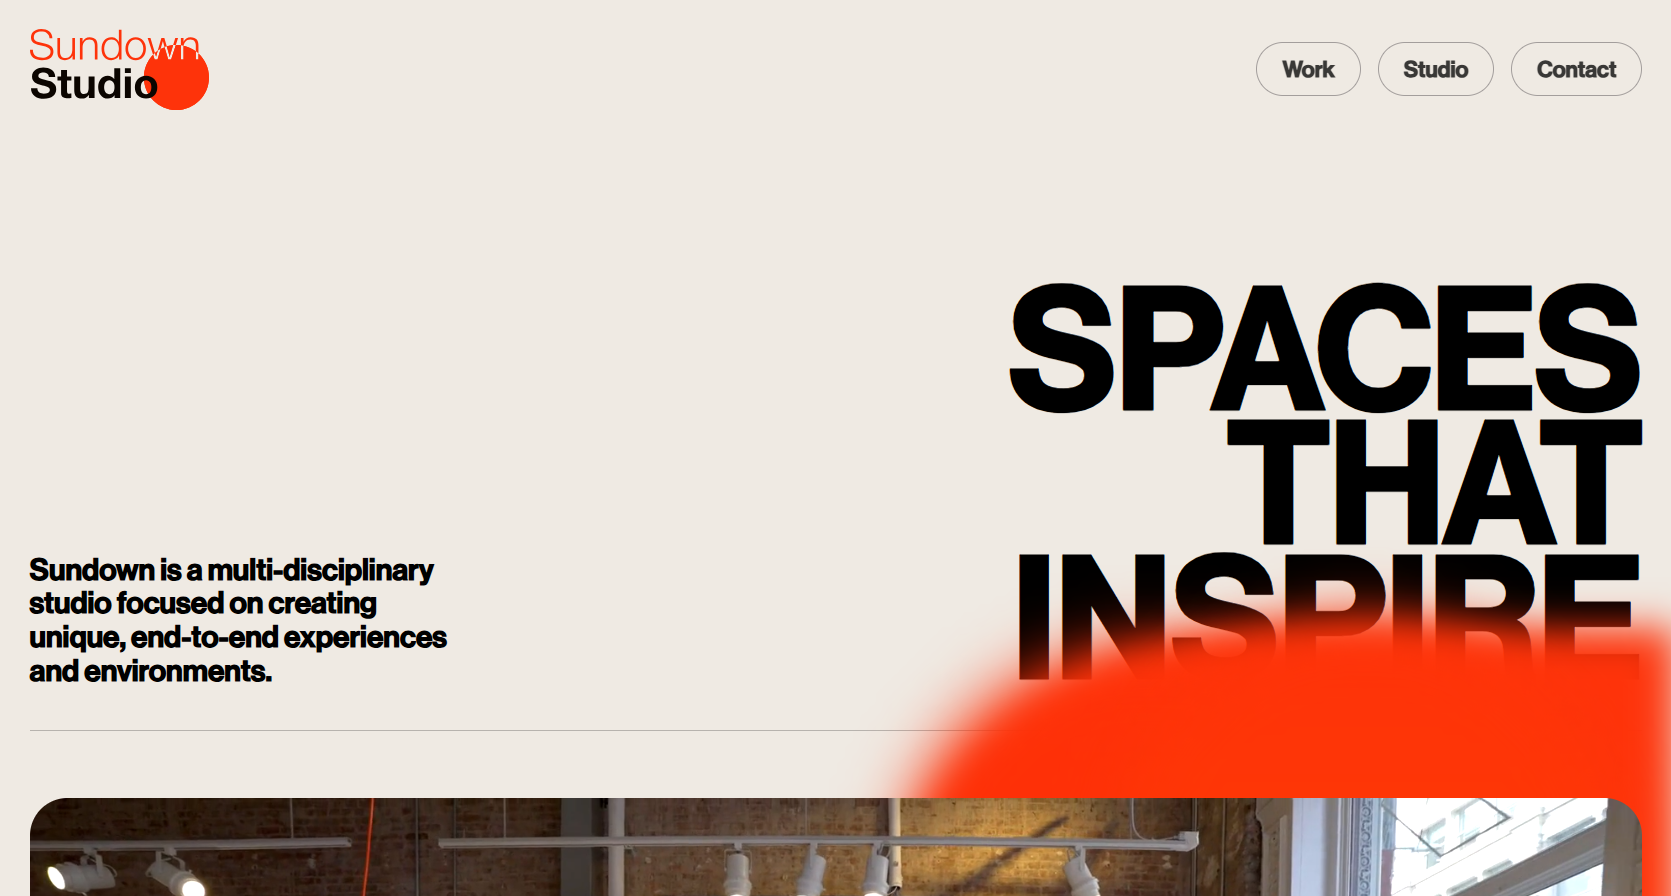 Sundown
Studio
Work
Studio
Contact
SPACES
THAT
INSPIRE
Sundown is a multi-disciplinary
studio focused on creating
unique, end-to-end experiences
and environments.